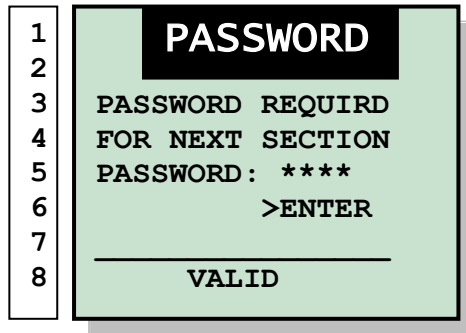 1
2
3
4
5
6
7
8
PASSWORD
PASSWORD REQUIRD
FOR NEXT SECTION
PASSWORD: ****
>ENTER
VALID